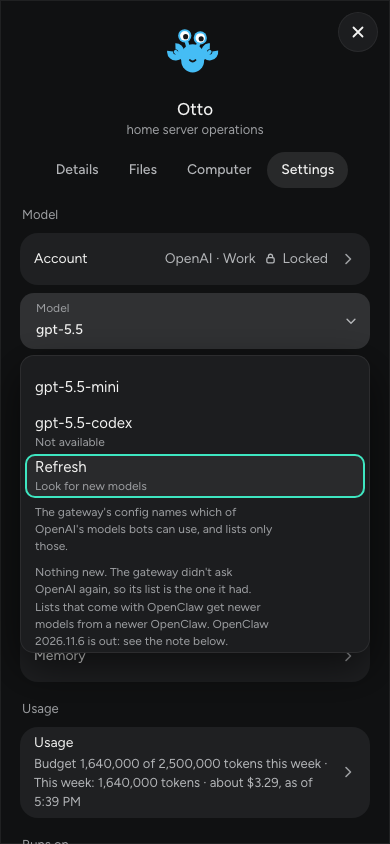 Otto
home server operations
Details Files Computer Settings
Model
Account OpenAI · Work Locked
Model
gpt-5.5
gpt-5.5-mini
gpt-5.5-codex
Not available
Refresh
Look for new models
The gateway's config names which of
OpenAI's models bots can use, and lists only
those.
Nothing new. The gateway didn't ask
OpenAI again, so its list is the one it had.
Lists that come with OpenClaw get newer
models from a newer OpenClaw. OpenClaw
2026.11.6 is out: see the note below.
Memory
Usage
Usage
Budget 1,640,000 of 2,500,000 tokens this week ·
This week: 1,640,000 tokens · about $3.29, as of
5:39 PM
Runs on